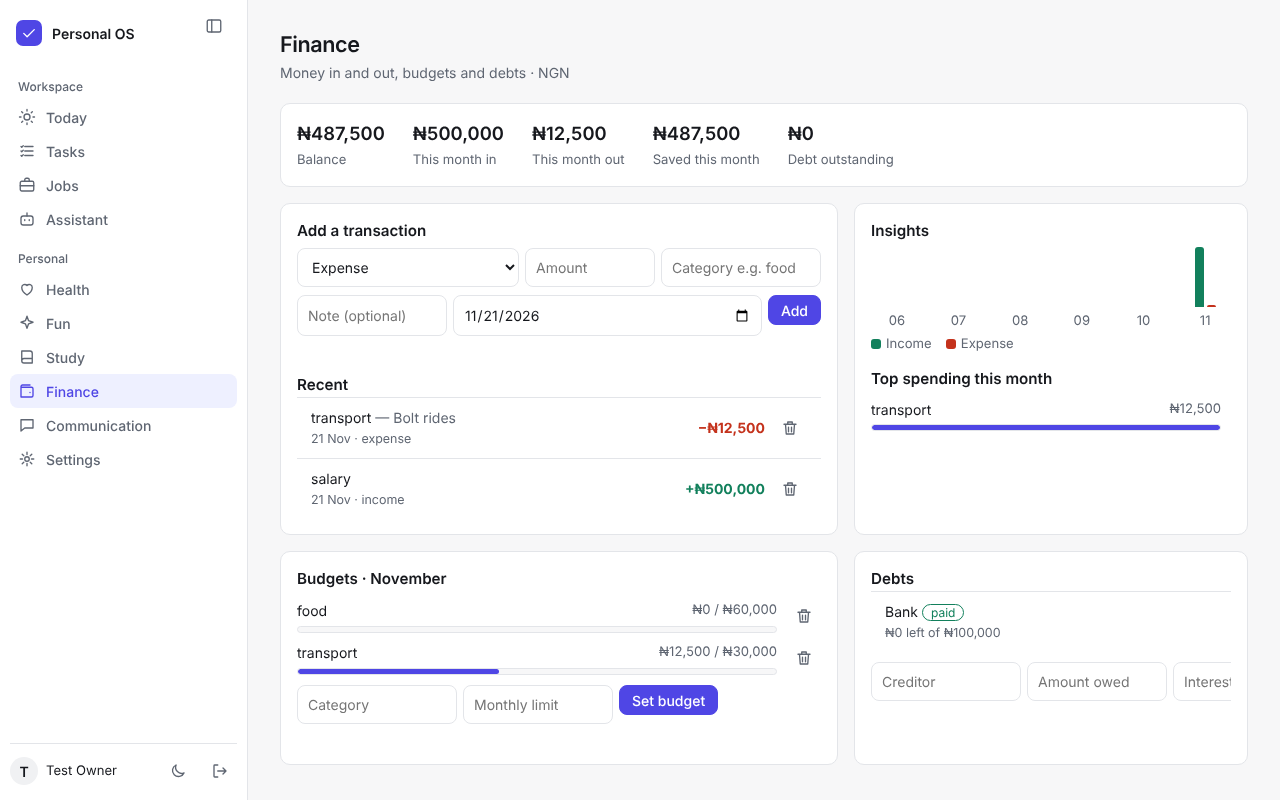 Personal OS
Workspace
Today
Tasks
Jobs
Assistant
Personal
Health
Fun
Study
Finance
Communication
Settings
T Test Owner
Finance
Money in and out, budgets and debts · NGN
₦487,500 ₦500,000 ₦12,500 ₦487,500 ₦0
Balance This month in This month out Saved this month Debt outstanding
Add a transaction
Expense Amount Category e.g. food
Note (optional) 11/21/2026 Add
Recent
transport — Bolt rides
21 Nov · expense
−₦12,500
salary
21 Nov · income
+₦500,000
Insights
06 07 08 09 10 11
Income Expense
Top spending this month
transport ₦12,500
Budgets · November
food ₦0 / ₦60,000
transport ₦12,500 / ₦30,000
Category Monthly limit Set budget
Debts
Bank paid
₦0 left of ₦100,000
Creditor Amount owed Interest